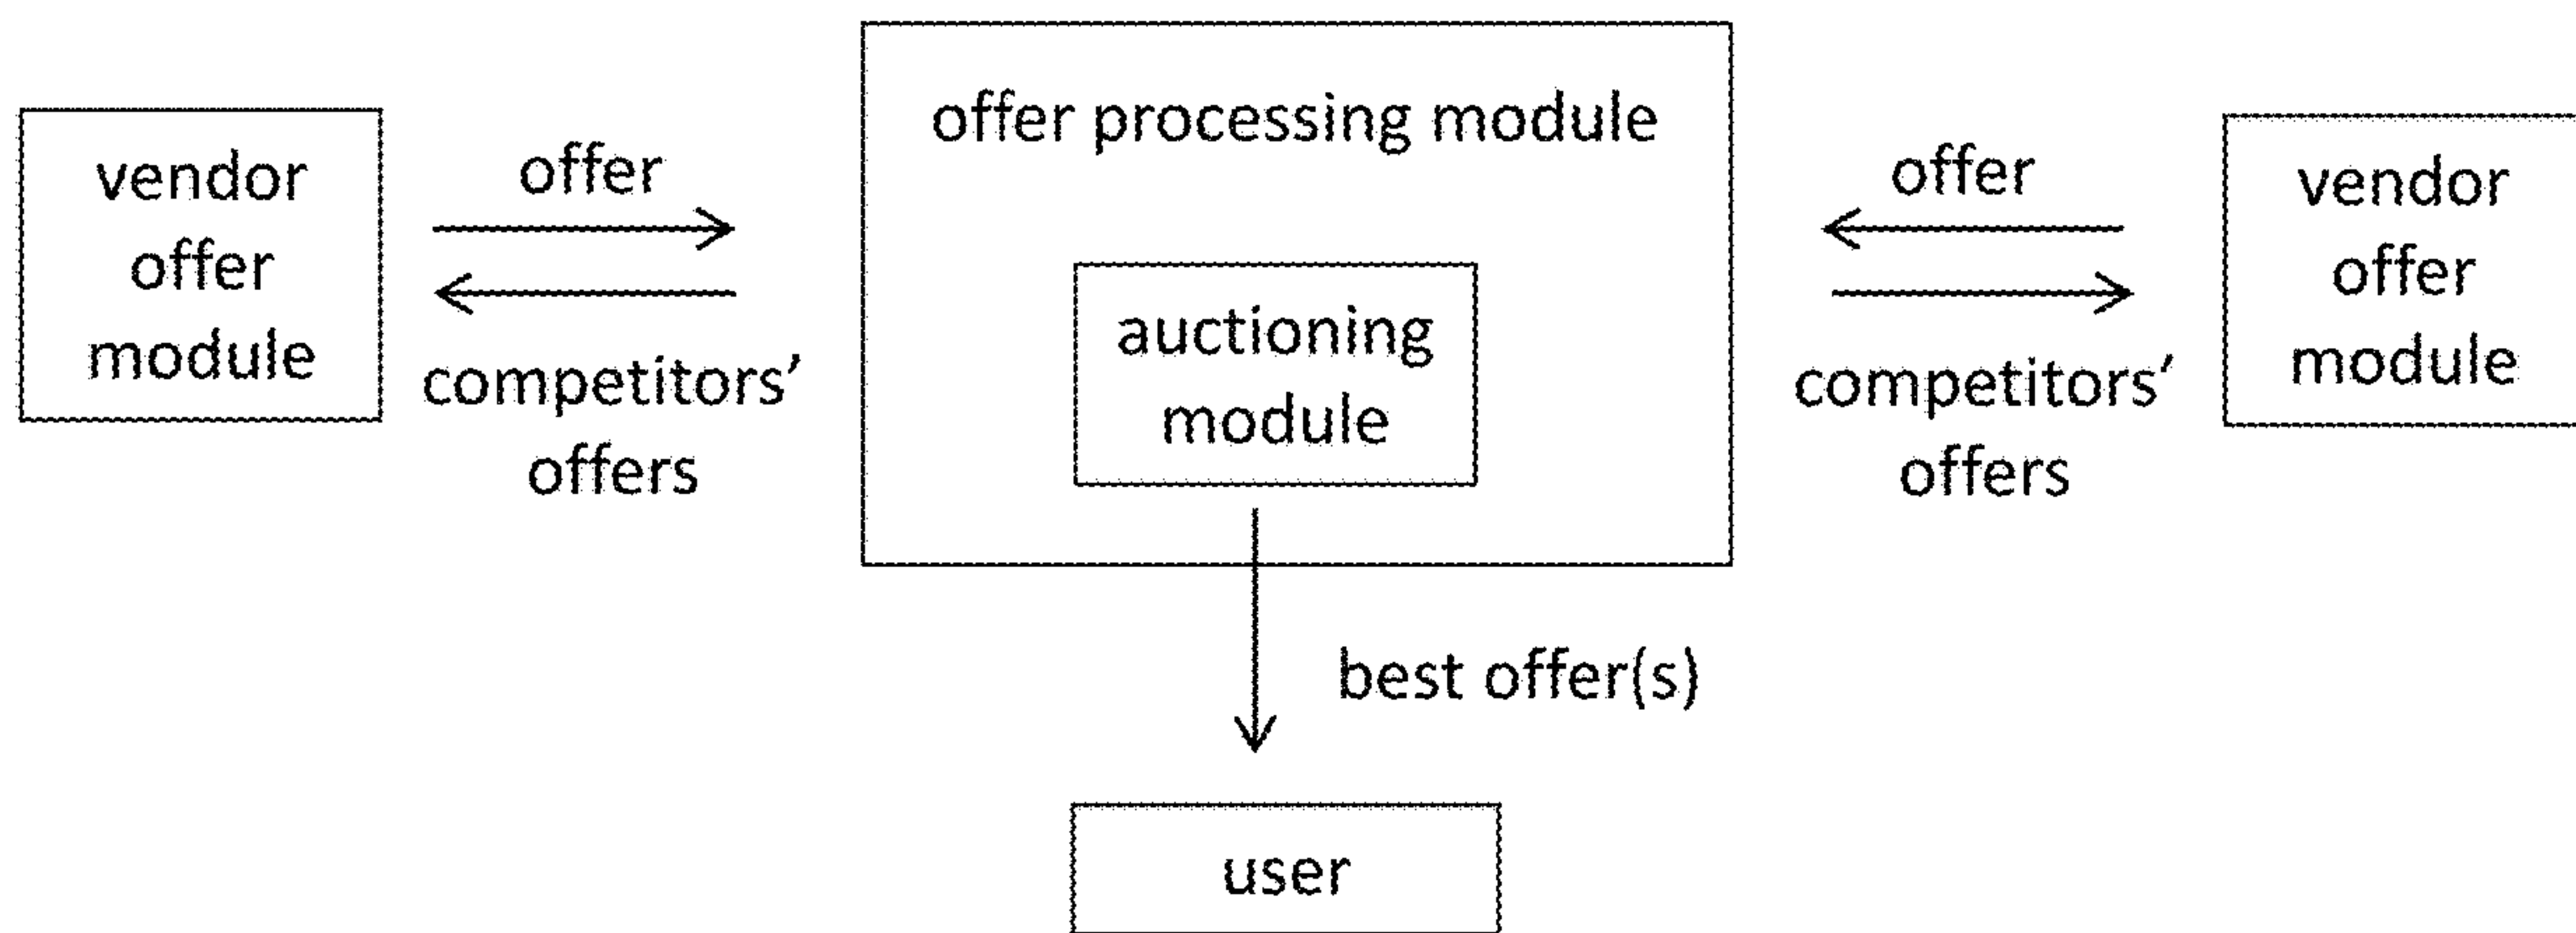 vendor
offer
module
offer
competitors’
offers
offer processing module
auctioning
module
offer
competitors’
offers
vendor
offer
module
best offer(s)
user